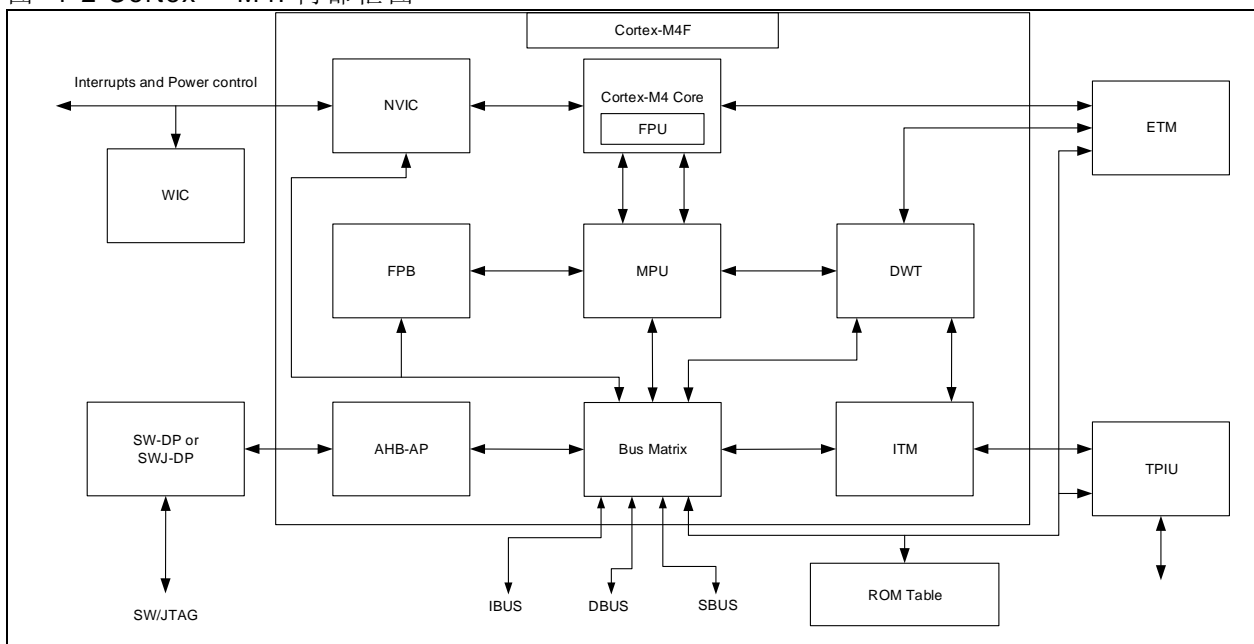 Cortex-M4F
Interrupts and Power control
NVIC
Cortex-M4 Core
FPU
ETM
WIC
FPB
MPU
DWT
SW-DP or
SWJ-DP
AHB-AP
Bus Matrix
ITM
TPIU
IBUS
DBUS
SBUS
ROM Table
SW/JTAG